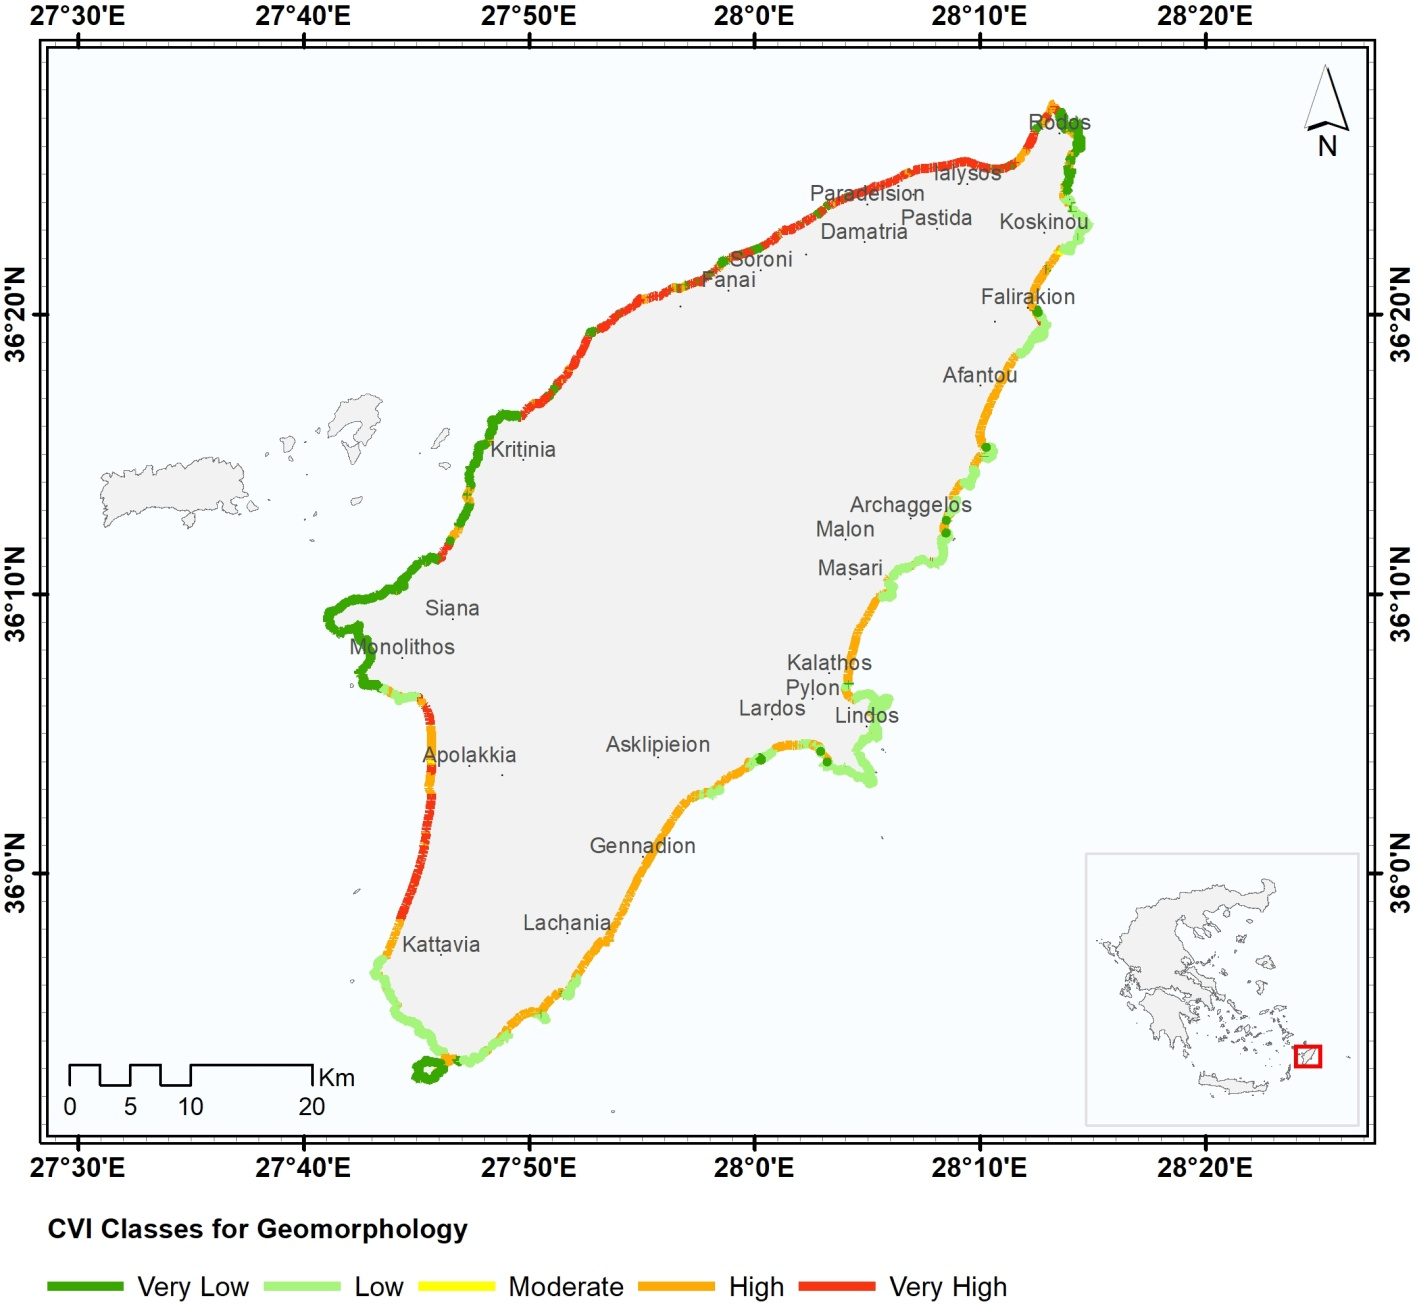 27°30'E 27°40'E 27°50'E 28°0'E 28°10'E 28°20'E
N
Rodos
Ialysos
Paradeision
Pastida
Koskinou
Damatria
Soroni
Fanai
Falirakion
36°20'N 36°20'N
Afantou
Kritinia
Archaggelos
Malon
Masari
36°10'N 36°10'N
Siana
Monolithos
Kalathos
Pylon
Lardos
Lindos
Asklipieion
Apolakkia
Gennadion
36°0'N 36°0'N
Lachania
Kattavia
Km
0 5 10 20
27°30'E 27°40'E 27°50'E 28°0'E 28°10'E 28°20'E
CVI Classes for Geomorphology
Very Low Low Moderate High Very High